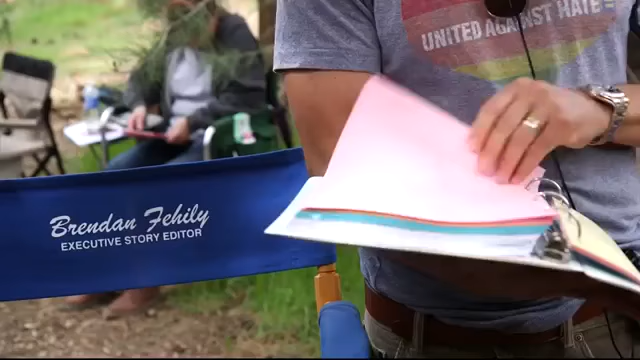 UNITED AGAINST HATE
Brendan Fehily
EXECUTIVE STORY EDITOR